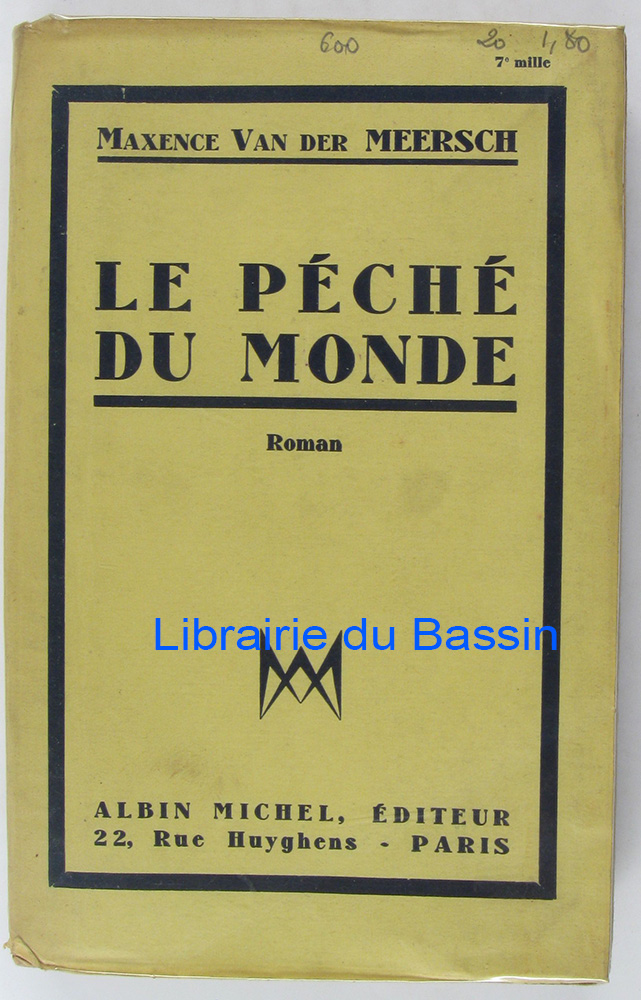 600 20 1,80
7e mille
MAXENCE VAN DER MEERSCH
LE PÉCHÉ
DU MONDE
Roman
Librairie du Bassin
ALBIN MICHEL, ÉDITEUR
22, Rue Huyghens - PARIS